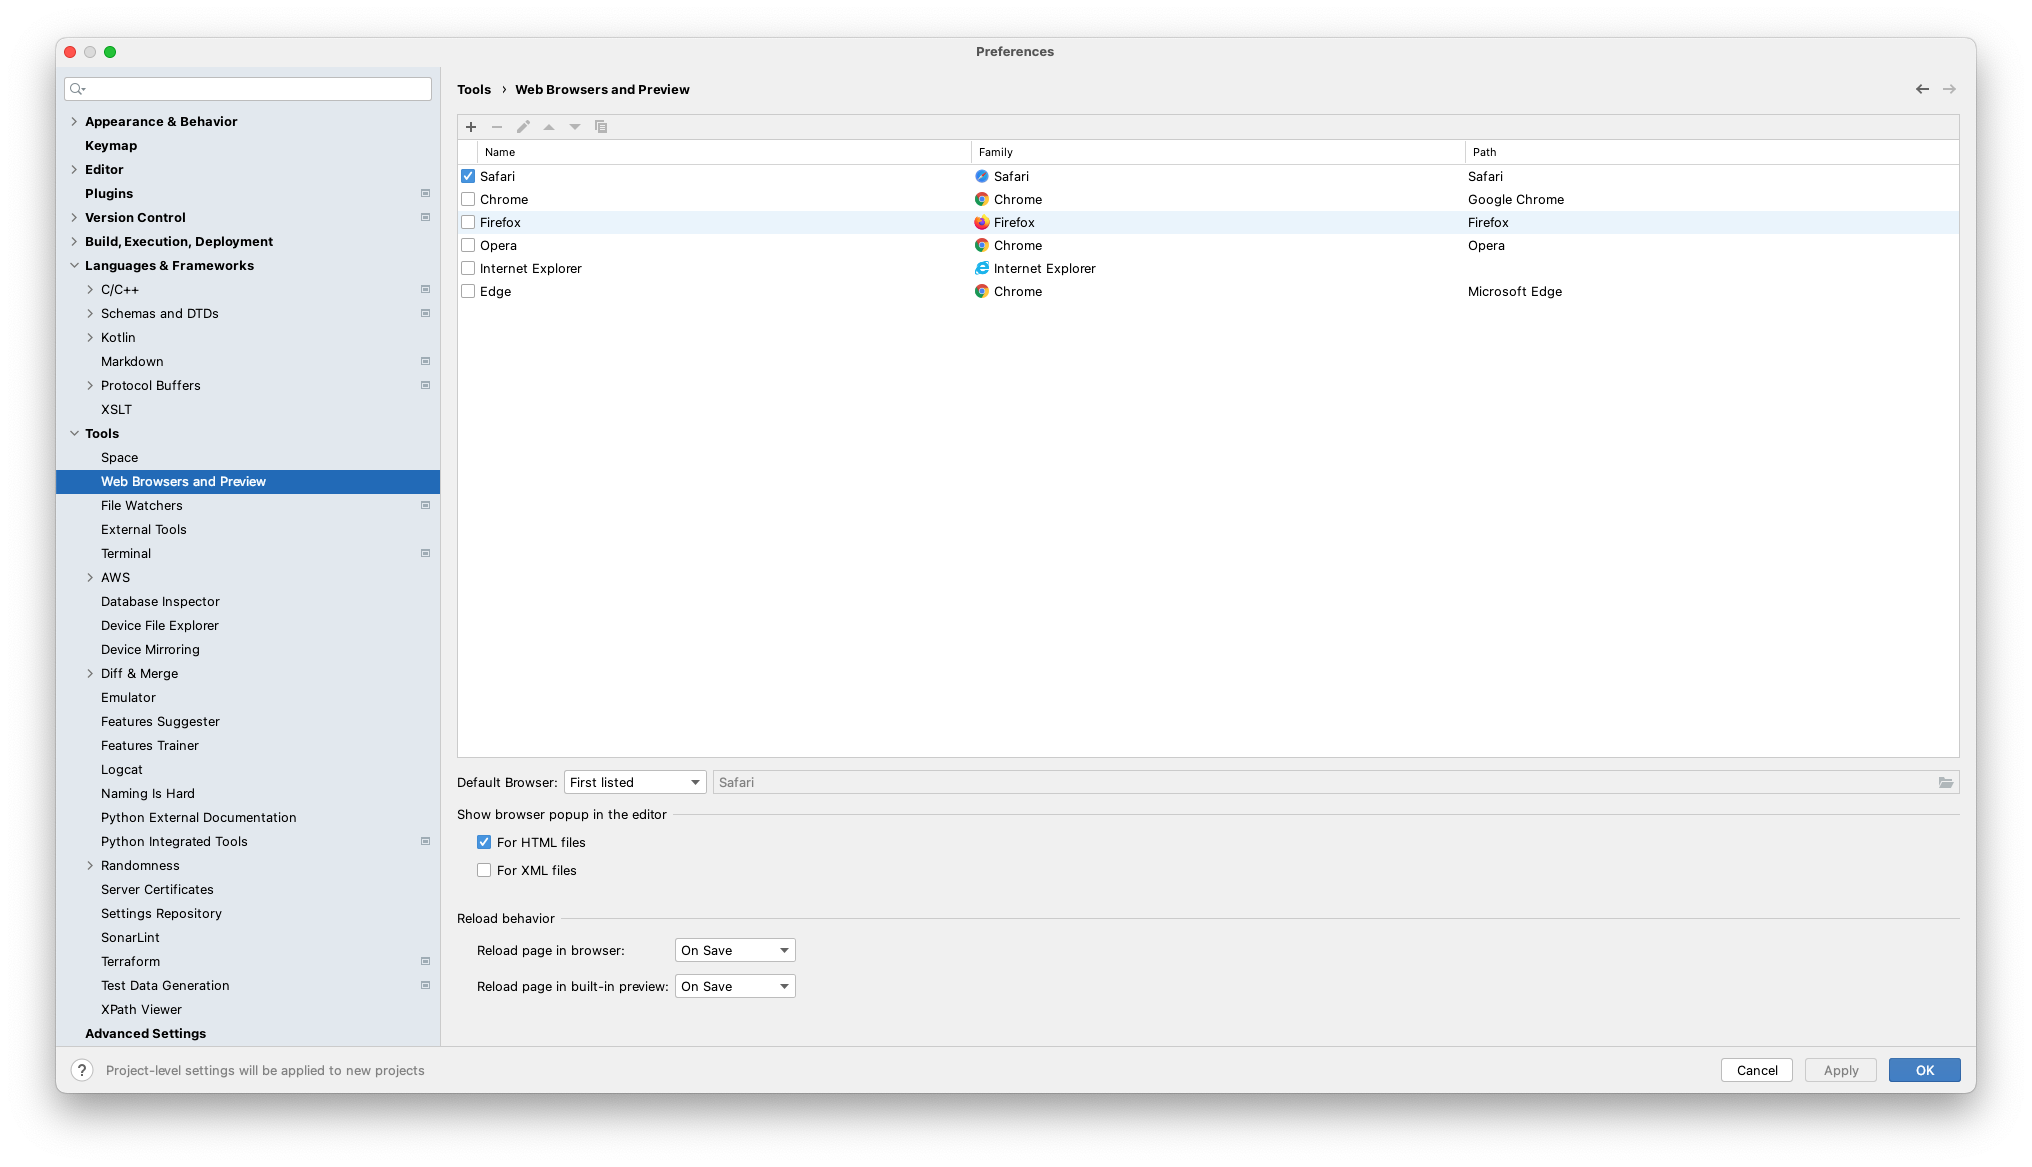 Preferences
Appearance & Behavior
Keymap
Editor
Plugins
Version Control
Build, Execution, Deployment
Languages & Frameworks
C/C++
Schemas and DTDs
Kotlin
Markdown
Protocol Buffers
XSLT
Tools
Space
Web Browsers and Preview
File Watchers
External Tools
Terminal
AWS
Database Inspector
Device File Explorer
Device Mirroring
Diff & Merge
Emulator
Features Suggester
Features Trainer
Logcat
Naming Is Hard
Python External Documentation
Python Integrated Tools
Randomness
Server Certificates
Settings Repository
SonarLint
Terraform
Test Data Generation
XPath Viewer
Advanced Settings
Tools › Web Browsers and Preview
Name Family Path
Safari Safari Safari
Chrome Chrome Google Chrome
Firefox Firefox Firefox
Opera Chrome Opera
Internet Explorer Internet Explorer
Edge Chrome Microsoft Edge
Default Browser: First listed Safari
Show browser popup in the editor
For HTML files
For XML files
Reload behavior
Reload page in browser: On Save
Reload page in built-in preview: On Save
? Project-level settings will be applied to new projects
Cancel Apply OK